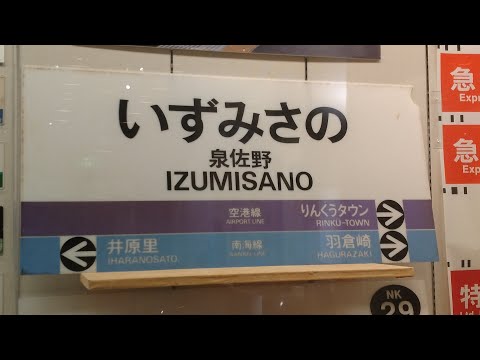 いずみさの
泉佐野
IZUMISANO
空港線
AIRPORT LINE
りんくうタウン
RINKU-TOWN
井原里
IHARANOSATO
南海線
NANKAI LINE
羽倉崎
HAGURAZAKI
急
Expr
急
Expr
特
NK
29